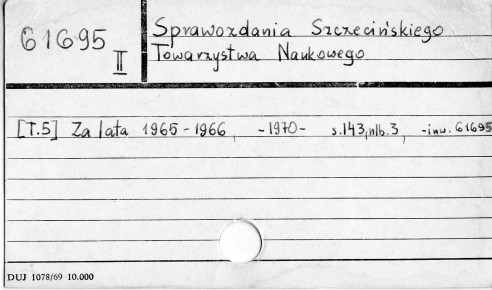 61695
II
Sprawozdania Szczecińskiego
Towarzystwa Naukowego
[T.5] Za lata 1965-1966, -1970- s.143,nlb.3, -inw. 61695
DUJ 1078/69 10.000